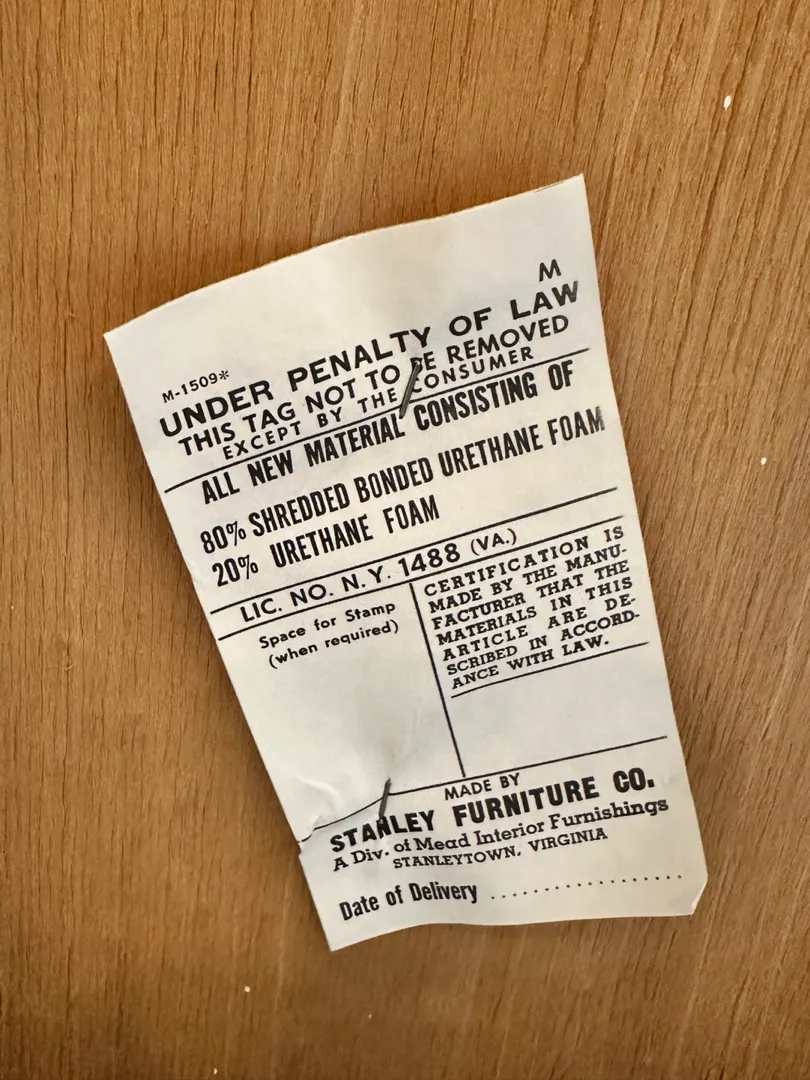 M
M-1509*
UNDER PENALTY OF LAW
THIS TAG NOT TO BE REMOVED
EXCEPT BY THE CONSUMER
ALL NEW MATERIAL CONSISTING OF
80% SHREDDED BONDED URETHANE FOAM
20% URETHANE FOAM
LIC. NO. N.Y. 1488 (VA.)
Space for Stamp
(when required)
CERTIFICATION IS
MADE BY THE MANU-
FACTURER THAT THE
MATERIALS IN THIS
ARTICLE ARE DE-
SCRIBED IN ACCORD-
ANCE WITH LAW.
MADE BY
STANLEY FURNITURE CO.
A Div. of Mead Interior Furnishings
STANLEYTOWN, VIRGINIA
Date of Delivery ..................